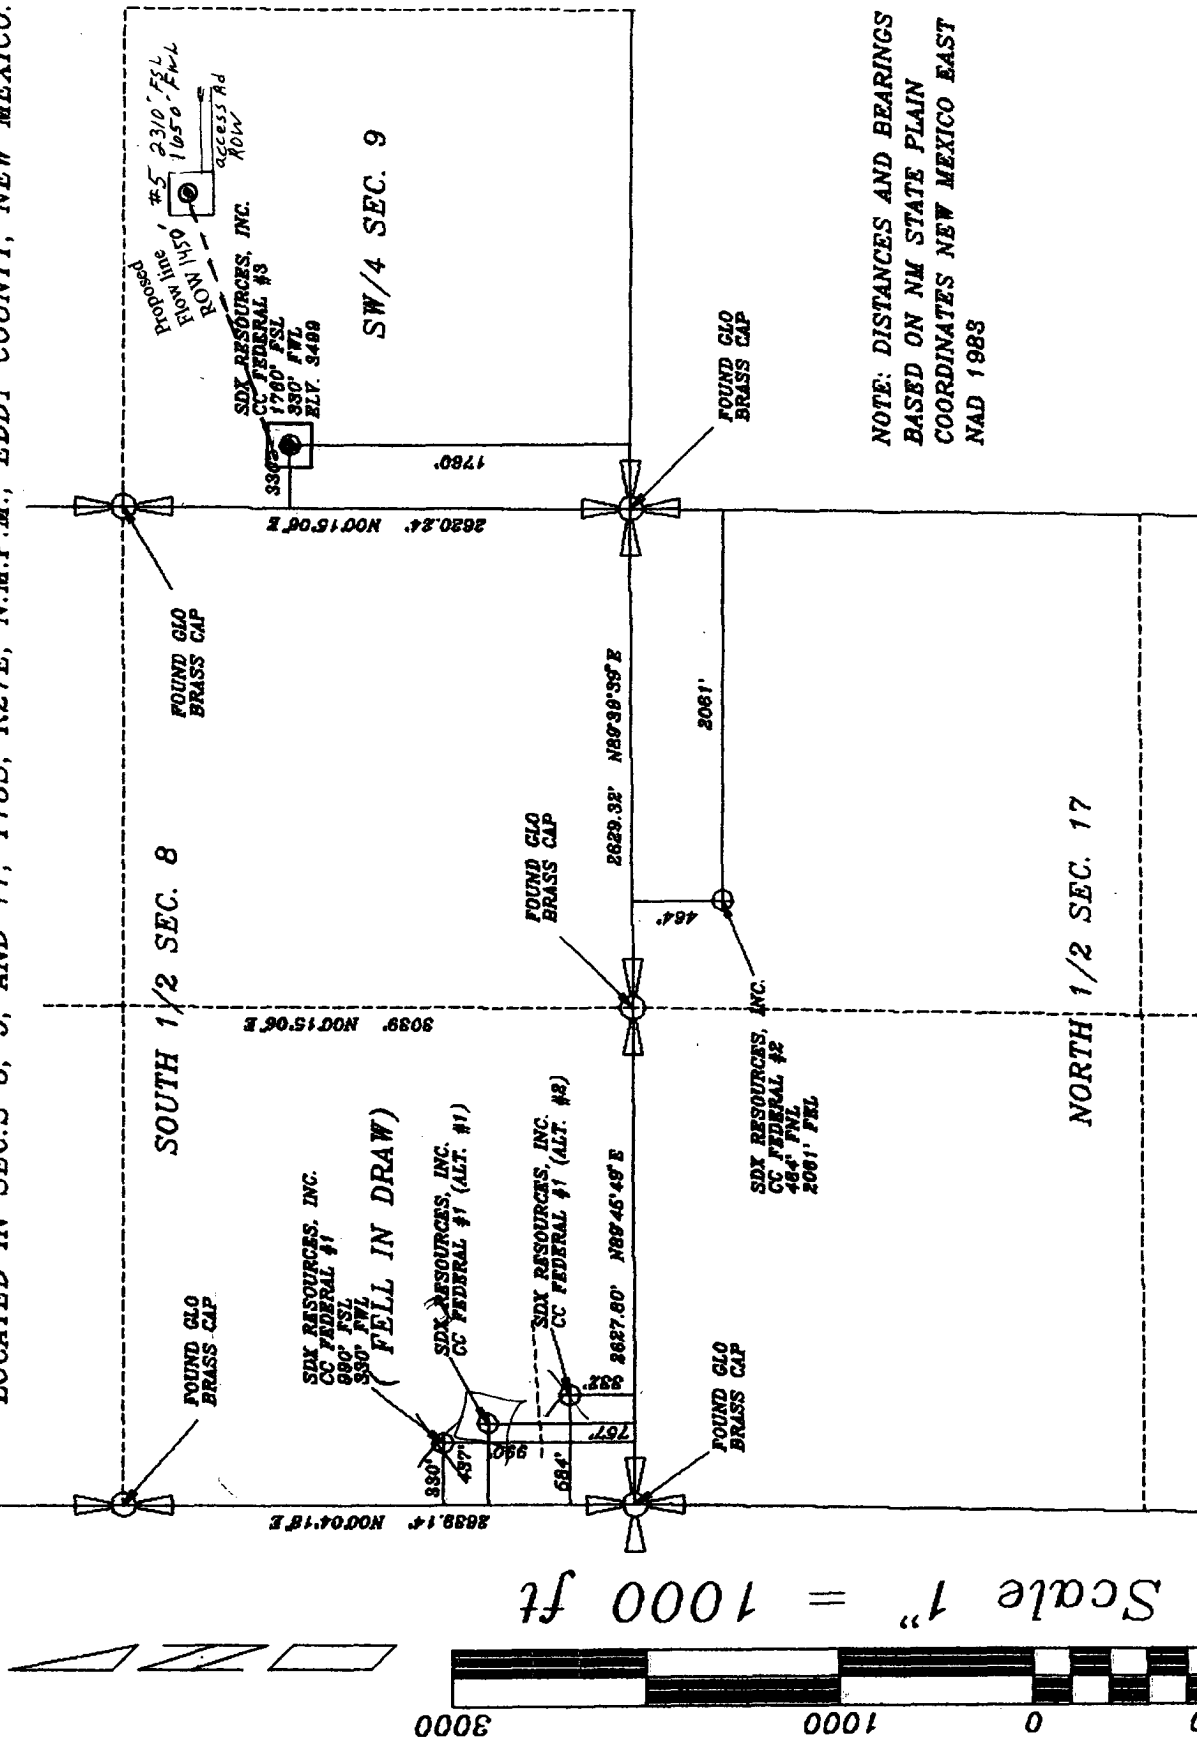 LOCATED IN SEC.S 8, 9, AND 17, T17S, R27E, N.M.P.M., EDDY COUNTY, NEW MEXICO.
FOUND GLO
BRASS CAP
SOUTH 1/2 SEC. 8
FOUND GLO
BRASS CAP
Proposed
Flow line
ROW 1450'
#5 2310' FSL
1650' FWL
access Rd
ROW
SDX RESOURCES, INC.
CC FEDERAL #3
1760' FSL
330' FWL
ELV. 3499
330'
1760'
SW/4 SEC. 9
2639.14' N00°04'18"E
3039' N00°15'06"E
2620.24' N00°15'06"E
SDX RESOURCES, INC.
CC FEDERAL #1
990' FSL
330' FWL
( FELL IN DRAW)
SDX RESOURCES, INC.
CC FEDERAL #1 (ALT. #1)
SDX RESOURCES, INC.
CC FEDERAL #1 (ALT. #2)
330'
437'
990'
757'
584'
332'
FOUND GLO
BRASS CAP
2627.80' N89°45'49"E
2629.32' N89°39'39"E
FOUND GLO
BRASS CAP
FOUND GLO
BRASS CAP
464'
2061'
SDX RESOURCES, INC.
CC FEDERAL #2
464' FNL
2061' FEL
NORTH 1/2 SEC. 17
NOTE: DISTANCES AND BEARINGS
BASED ON NM STATE PLAIN
COORDINATES NEW MEXICO EAST
NAD 1983
Scale 1" = 1000 ft
3000
1000
0